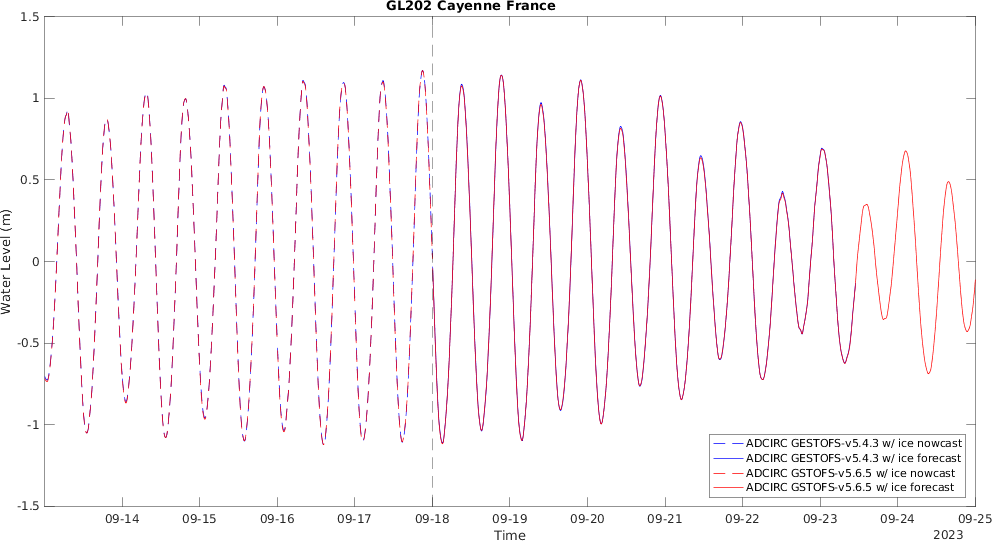 GL202 Cayenne France
1.5
1
0.5
0
-0.5
-1
-1.5
Water Level (m)
ADCIRC GESTOFS-v5.4.3 w/ ice nowcast
ADCIRC GESTOFS-v5.4.3 w/ ice forecast
ADCIRC GSTOFS-v5.6.5 w/ ice nowcast
ADCIRC GSTOFS-v5.6.5 w/ ice forecast
09-14 09-15 09-16 09-17 09-18 09-19 09-20 09-21 09-22 09-23 09-24 09-25
Time
2023